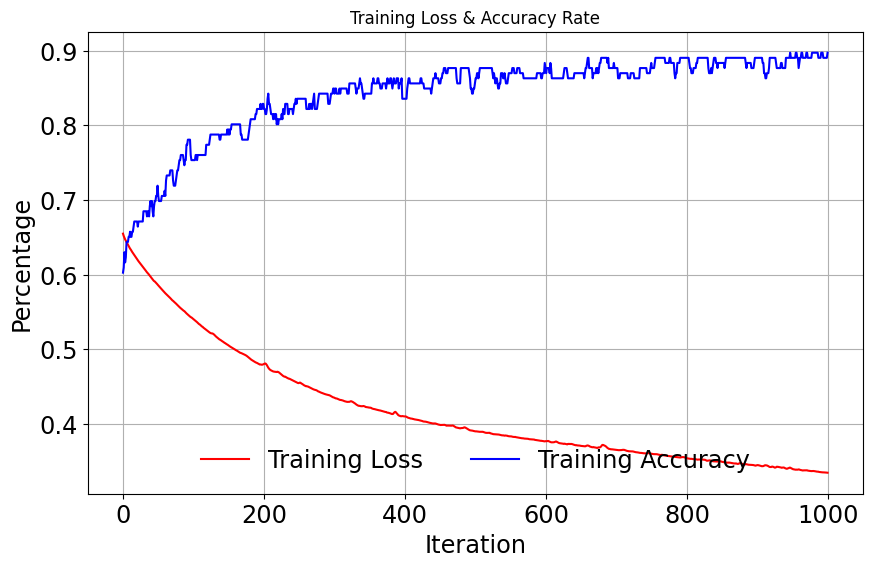 Training Loss & Accuracy Rate
0.9
0.8
0.7
0.6
0.5
0.4
Percentage
Training Loss
Training Accuracy
0
200
400
600
800
1000
Iteration